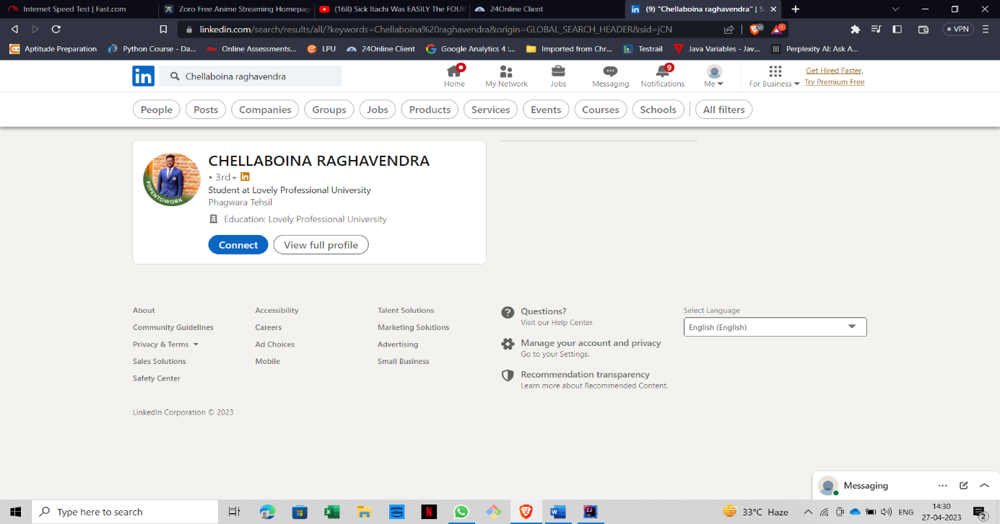 Internet Speed Test | Fast.com
Zoro Free Anime Streaming Homepag
(168) Sick Itachi Was EASILY The FOUR
24Online Client
(9) "Chellaboina raghavendra" | S
linkedin.com/search/results/all/?keywords=Chellaboina%20raghavendra&origin=GLOBAL_SEARCH_HEADER&sid=jCN
VPN
Aptitude Preparation
Python Course - Da...
Online Assessments...
LPU
24Online Client
Google Analytics 4 :...
Imported from Chr...
Testrail
Java Variables - Jav...
Perplexity AI: Ask A...
in
Chellaboina raghavendra
Home
My Network
Jobs
Messaging
9
Notifications
Me
For Business
Get Hired Faster,
Try Premium Free
People
Posts
Companies
Groups
Jobs
Products
Services
Events
Courses
Schools
All filters
#OPENTOWORK
CHELLABOINA RAGHAVENDRA
• 3rd+ in
Student at Lovely Professional University
Phagwara Tehsil
Education: Lovely Professional University
Connect
View full profile
About
Accessibility
Talent Solutions
Community Guidelines
Careers
Marketing Solutions
Privacy & Terms
Ad Choices
Advertising
Sales Solutions
Mobile
Small Business
Safety Center
Questions?
Visit our Help Center.
Manage your account and privacy
Go to your Settings.
Recommendation transparency
Learn more about Recommended Content.
Select Language
English (English)
LinkedIn Corporation © 2023
Messaging
Type here to search
prime video
N
33°C Haze
ENG
14:30
27-04-2023
2